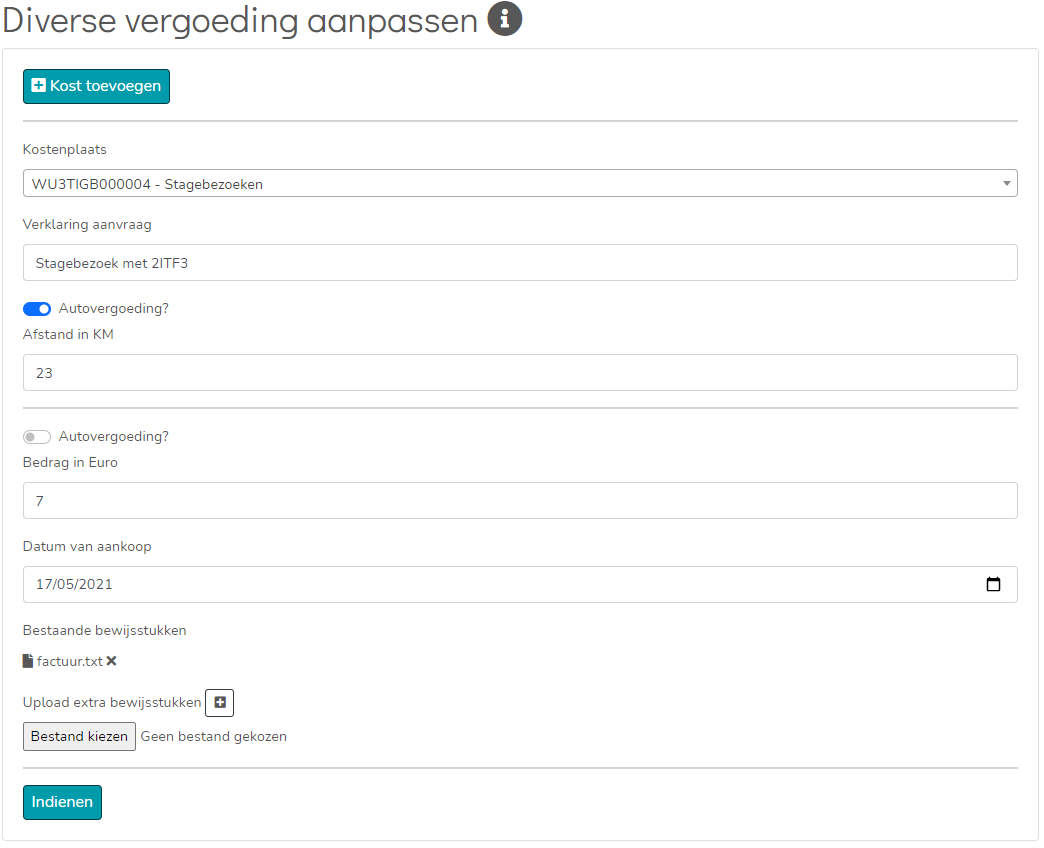 Diverse vergoeding aanpassen
Kost toevoegen
Kostenplaats
WU3TIGB000004 - Stagebezoeken
Verklaring aanvraag
Stagebezoek met 2ITF3
Autovergoeding?
Afstand in KM
23
Autovergoeding?
Bedrag in Euro
7
Datum van aankoop
17/05/2021
Bestaande bewijsstukken
factuur.txt
Upload extra bewijsstukken
Bestand kiezen Geen bestand gekozen
Indienen